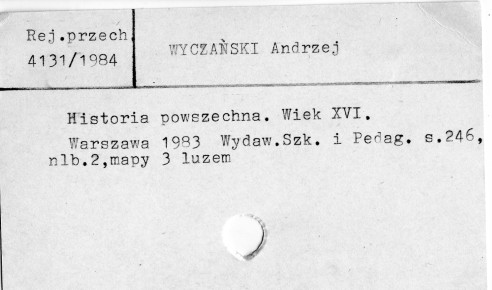 Rej.przech
4131/1984
WYCZAŃSKI Andrzej
Historia powszechna. Wiek XVI.
Warszawa 1983 Wydaw.Szk. i Pedag. s.246,
nlb.2,mapy 3 luzem